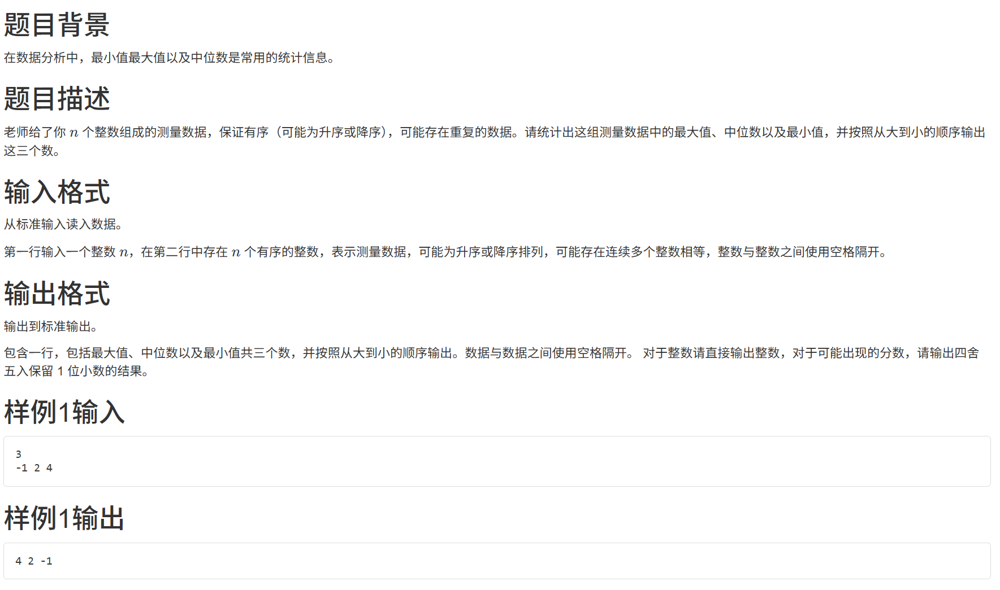 题目背景
在数据分析中，最小值最大值以及中位数是常用的统计信息。
题目描述
老师给了你 n 个整数组成的测量数据，保证有序（可能为升序或降序），可能存在重复的数据。请统计出这组测量数据中的最大值、中位数以及最小值，并按照从大到小的顺序输出
这三个数。
输入格式
从标准输入读入数据。
第一行输入一个整数 n，在第二行中存在 n 个有序的整数，表示测量数据，可能为升序或降序排列，可能存在连续多个整数相等，整数与整数之间使用空格隔开。
输出格式
输出到标准输出。
包含一行，包括最大值、中位数以及最小值共三个数，并按照从大到小的顺序输出。数据与数据之间使用空格隔开。 对于整数请直接输出整数，对于可能出现的分数，请输出四舍
五入保留 1 位小数的结果。
样例1输入
3
-1 2 4
样例1输出
4 2 -1